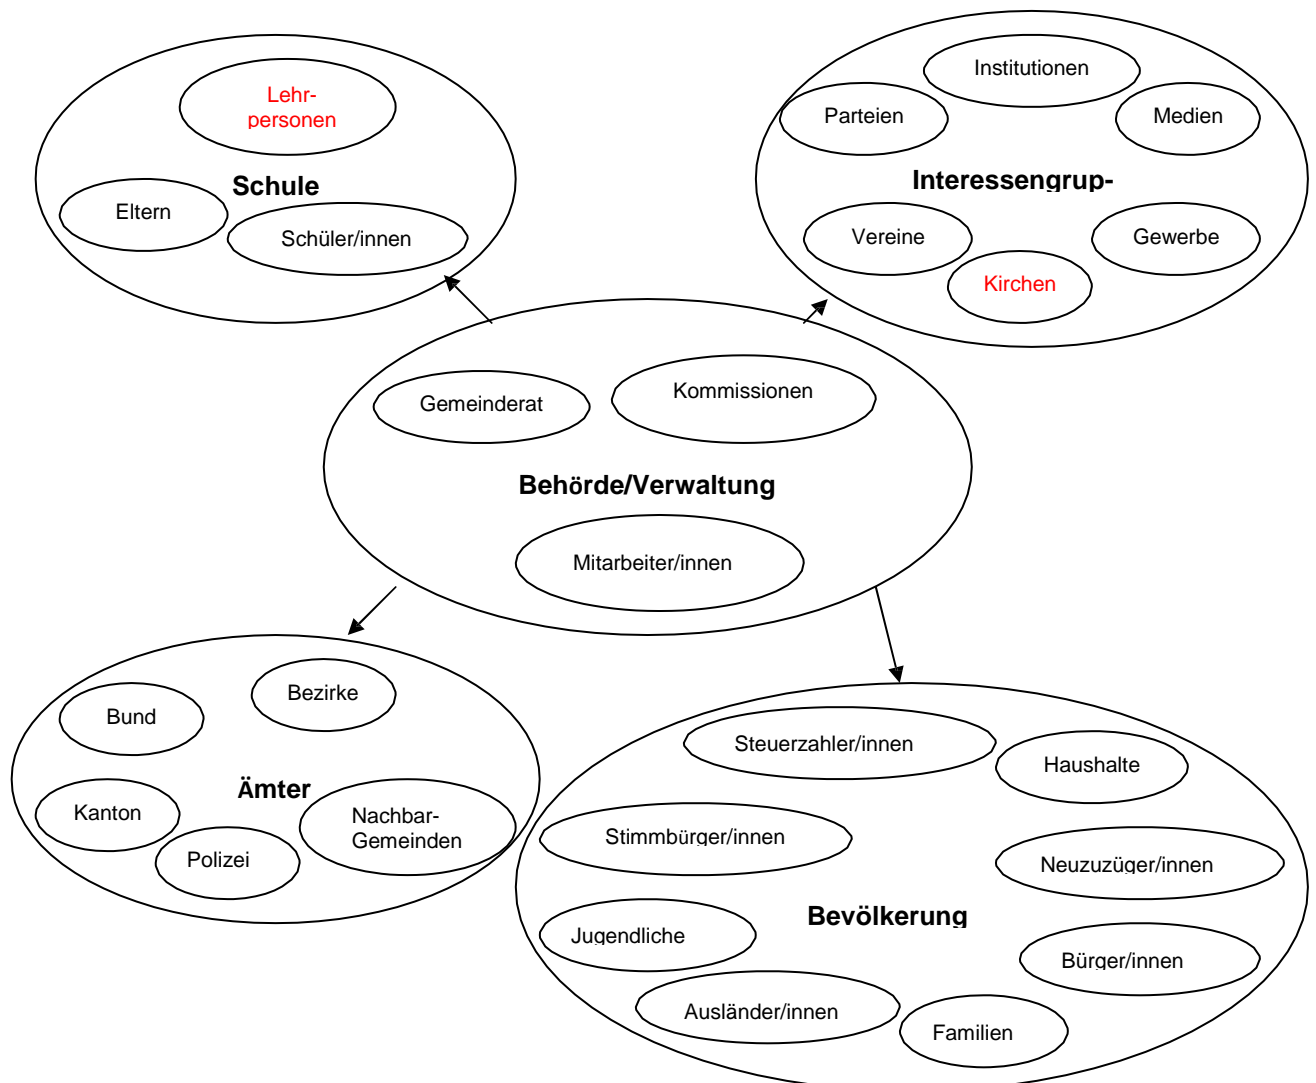 Lehr-
personen
Schule
Eltern
Schüler/innen
Institutionen
Parteien
Medien
Interessengrup-
Vereine
Gewerbe
Kirchen
Gemeinderat
Kommissionen
Behörde/Verwaltung
Mitarbeiter/innen
Bezirke
Bund
Ämter
Kanton
Nachbar-
Gemeinden
Polizei
Steuerzahler/innen
Haushalte
Stimmbürger/innen
Neuzuzüger/innen
Bevölkerung
Jugendliche
Bürger/innen
Ausländer/innen
Familien